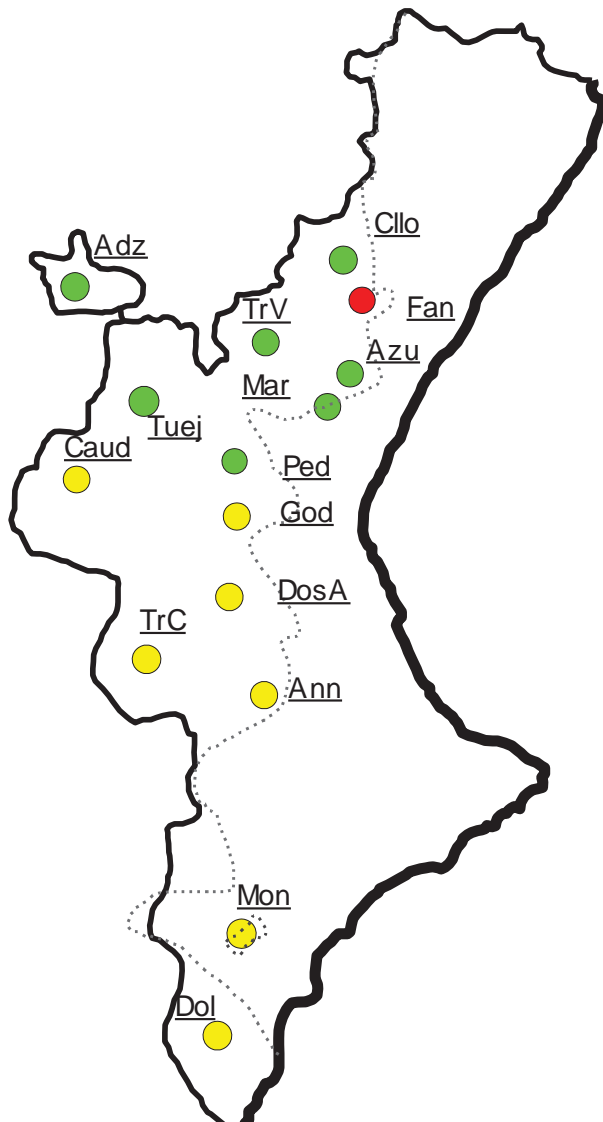 Cllo
Adz
Fan
TrV
Azu
Mar
Tuej
Caud
Ped
God
DosA
TrC
Ann
Mon
Dol